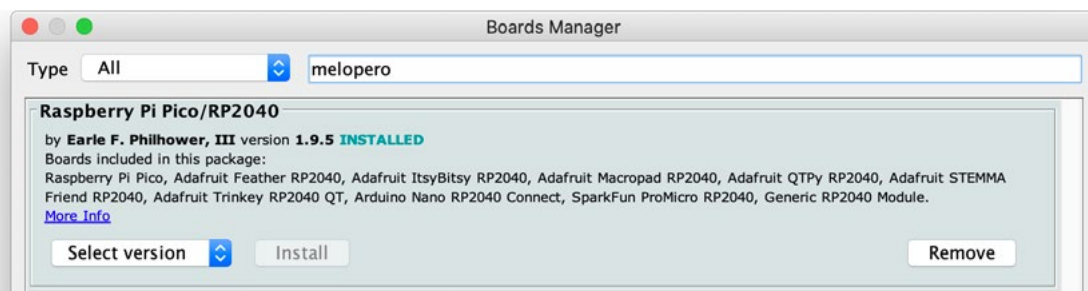 Boards Manager
Type All melopero
Raspberry Pi Pico/RP2040
by Earle F. Philhower, III version 1.9.5 INSTALLED
Boards included in this package:
Raspberry Pi Pico, Adafruit Feather RP2040, Adafruit ItsyBitsy RP2040, Adafruit Macropad RP2040, Adafruit QTPy RP2040, Adafruit STEMMA
Friend RP2040, Adafruit Trinkey RP2040 QT, Arduino Nano RP2040 Connect, SparkFun ProMicro RP2040, Generic RP2040 Module.
More Info
Select version Install Remove